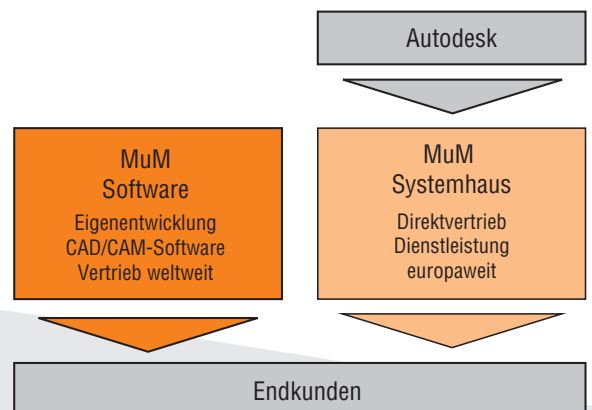 Autodesk
MuM
Software
Eigenentwicklung
CAD/CAM-Software
Vertrieb weltweit
MuM
Systemhaus
Direktvertrieb
Dienstleistung
europaweit
Endkunden